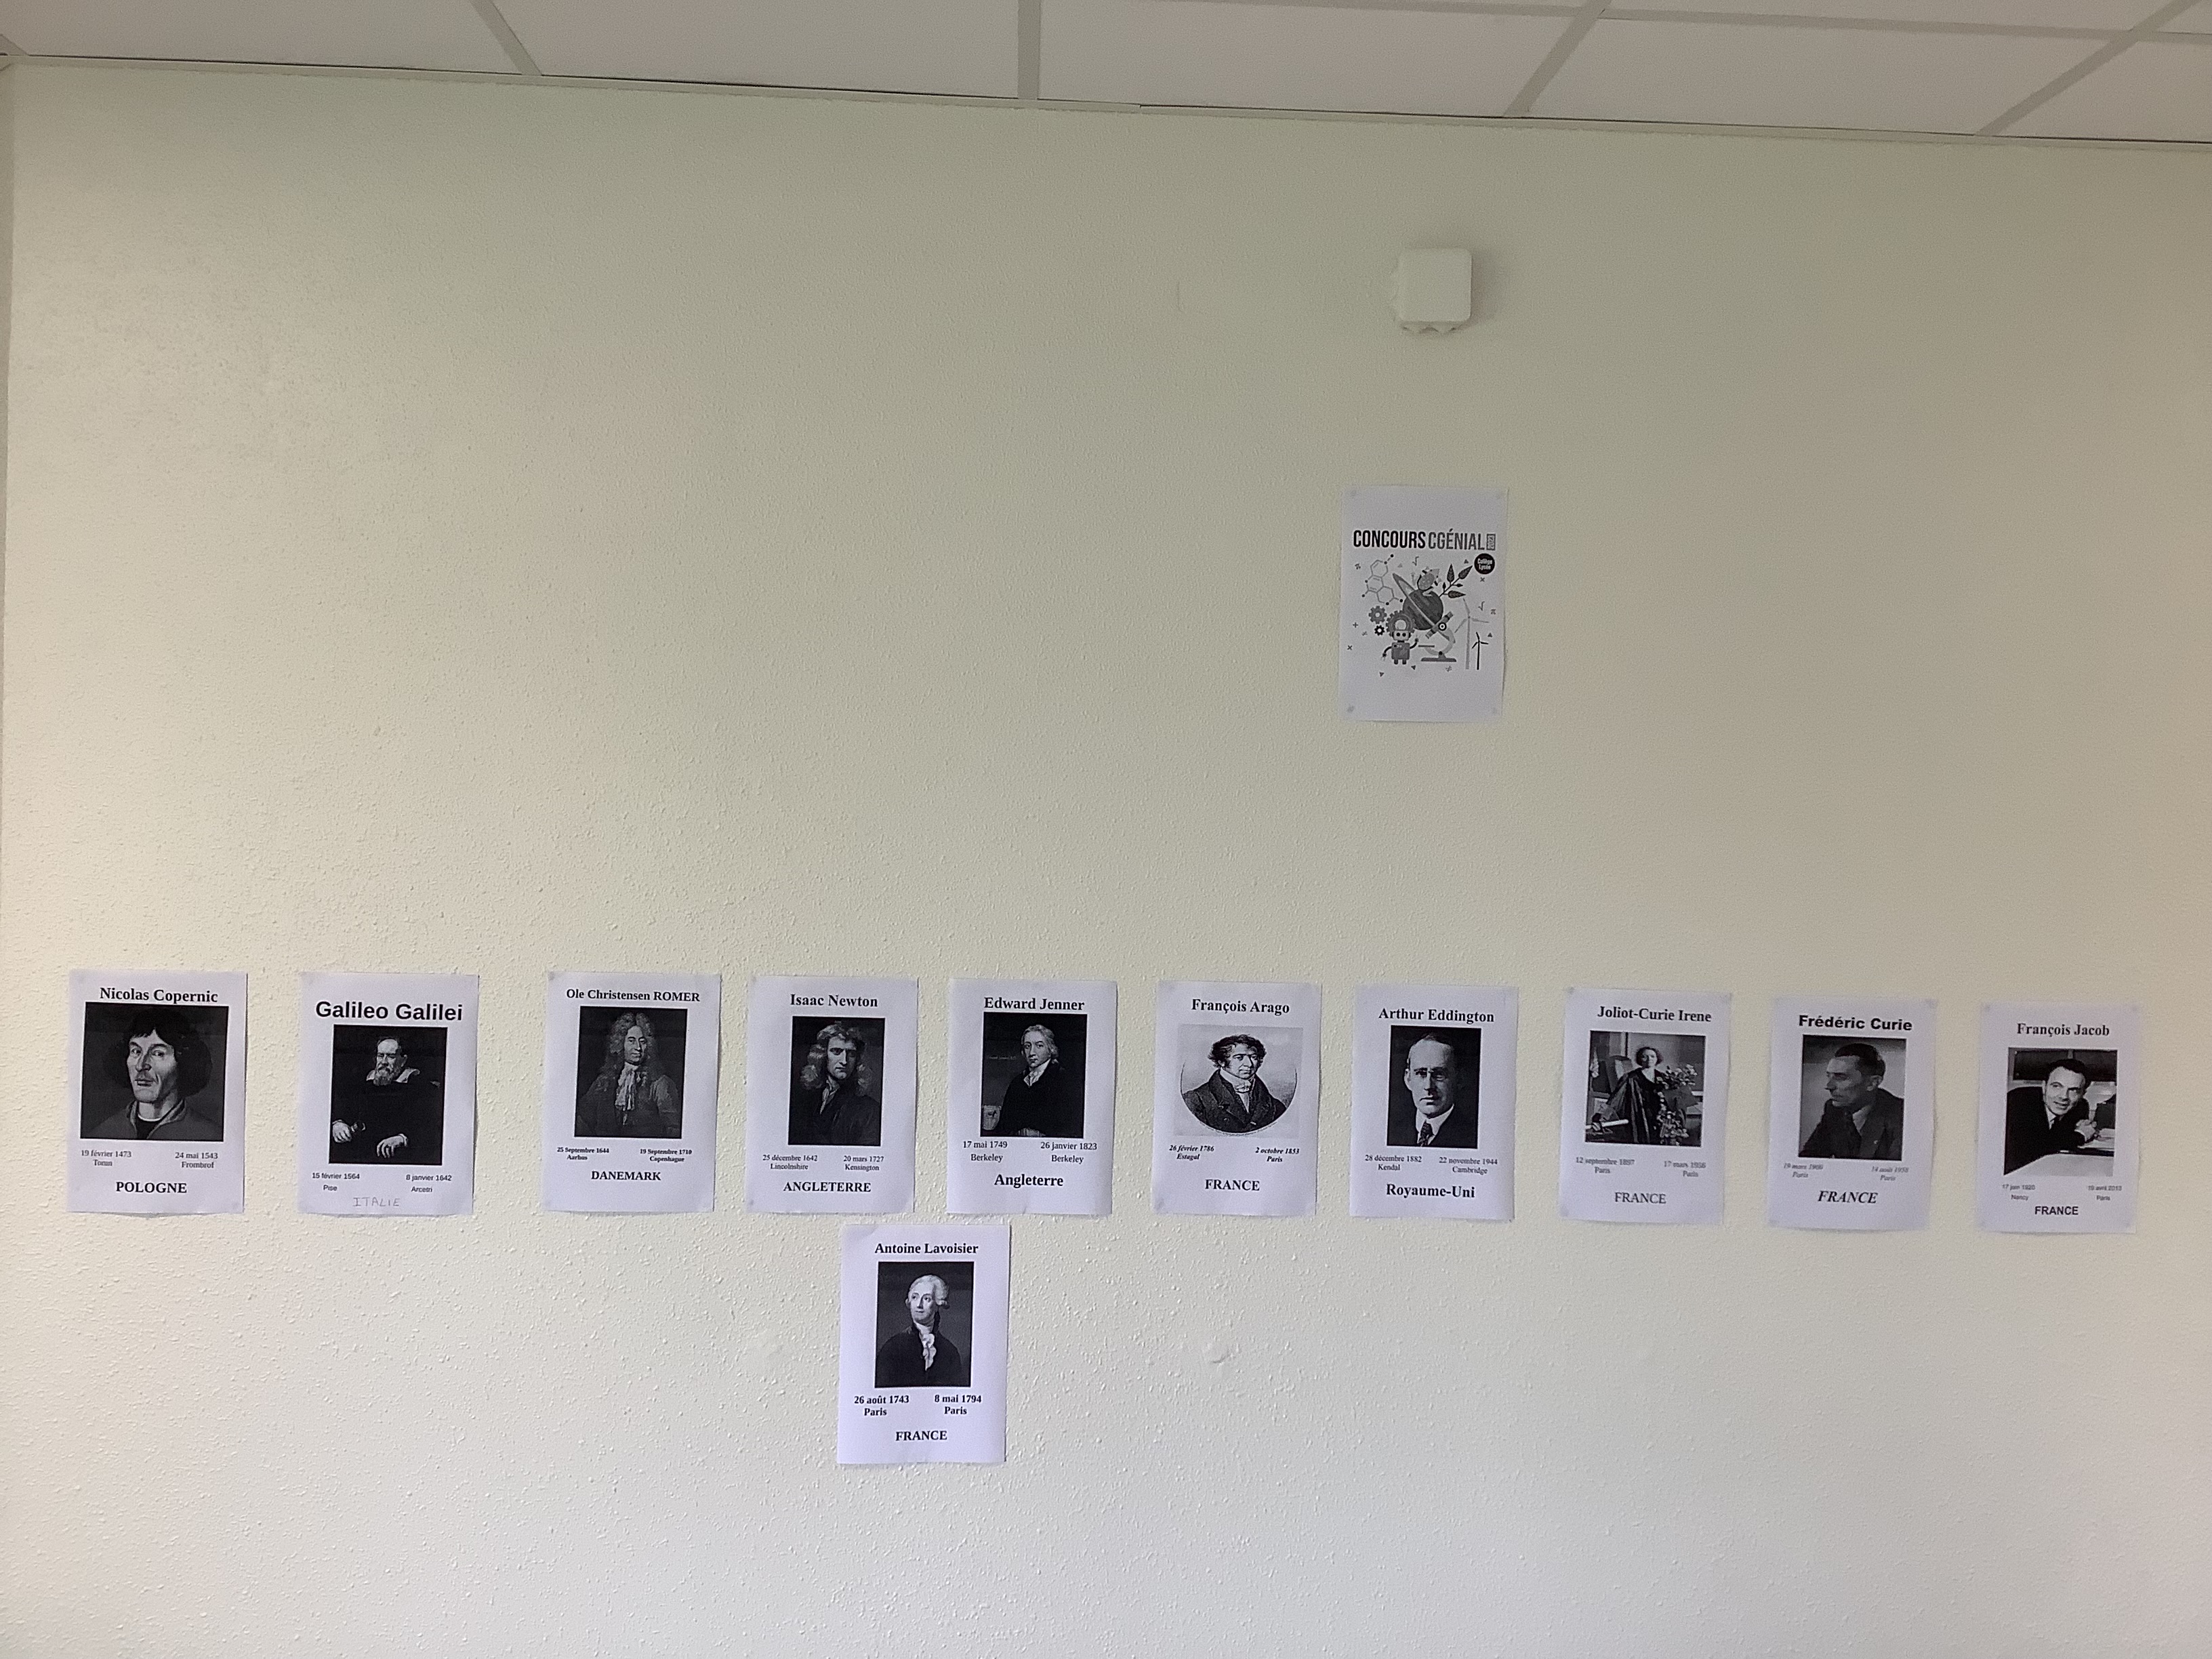 CONCOURS CGÉNIAL
Collège
Lycée
Nicolas Copernic
19 février 1473 24 mai 1543
Torun Frombrof
POLOGNE
Galileo Galilei
15 février 1564 8 janvier 1642
Pise Arcetri
ITALIE
Ole Christensen ROMER
25 Septembre 1644 19 Septembre 1710
Aarhus Copenhague
DANEMARK
Isaac Newton
25 décembre 1642 20 mars 1727
Lincolnshire Kensington
ANGLETERRE
Edward Jenner
17 mai 1749 26 janvier 1823
Berkeley Berkeley
Angleterre
François Arago
26 février 1786 2 octobre 1853
Estagel Paris
FRANCE
Arthur Eddington
28 décembre 1882 22 novembre 1944
Kendal Cambridge
Royaume-Uni
Joliot-Curie Irene
12 septembre 1897 17 mars 1956
Paris Paris
FRANCE
Frédéric Curie
19 mars 1900 14 août 1958
Paris Paris
FRANCE
François Jacob
17 juin 1920 19 avril 2013
Nancy Paris
FRANCE
Antoine Lavoisier
26 août 1743 8 mai 1794
Paris Paris
FRANCE